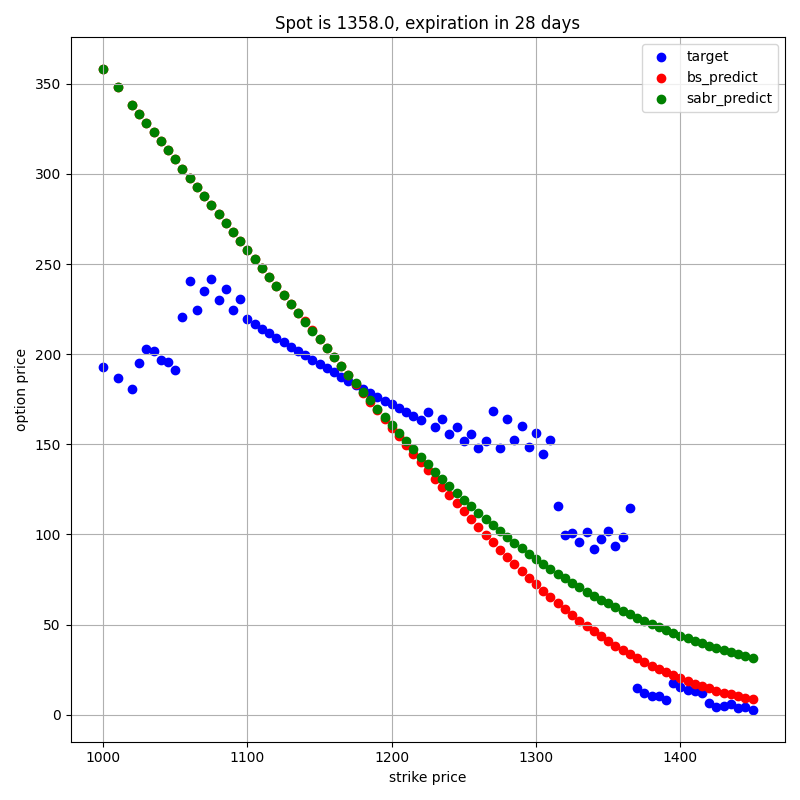 Spot is 1358.0, expiration in 28 days
target
bs_predict
sabr_predict
option price
350
300
250
200
150
100
50
0
1000 1100 1200 1300 1400
strike price